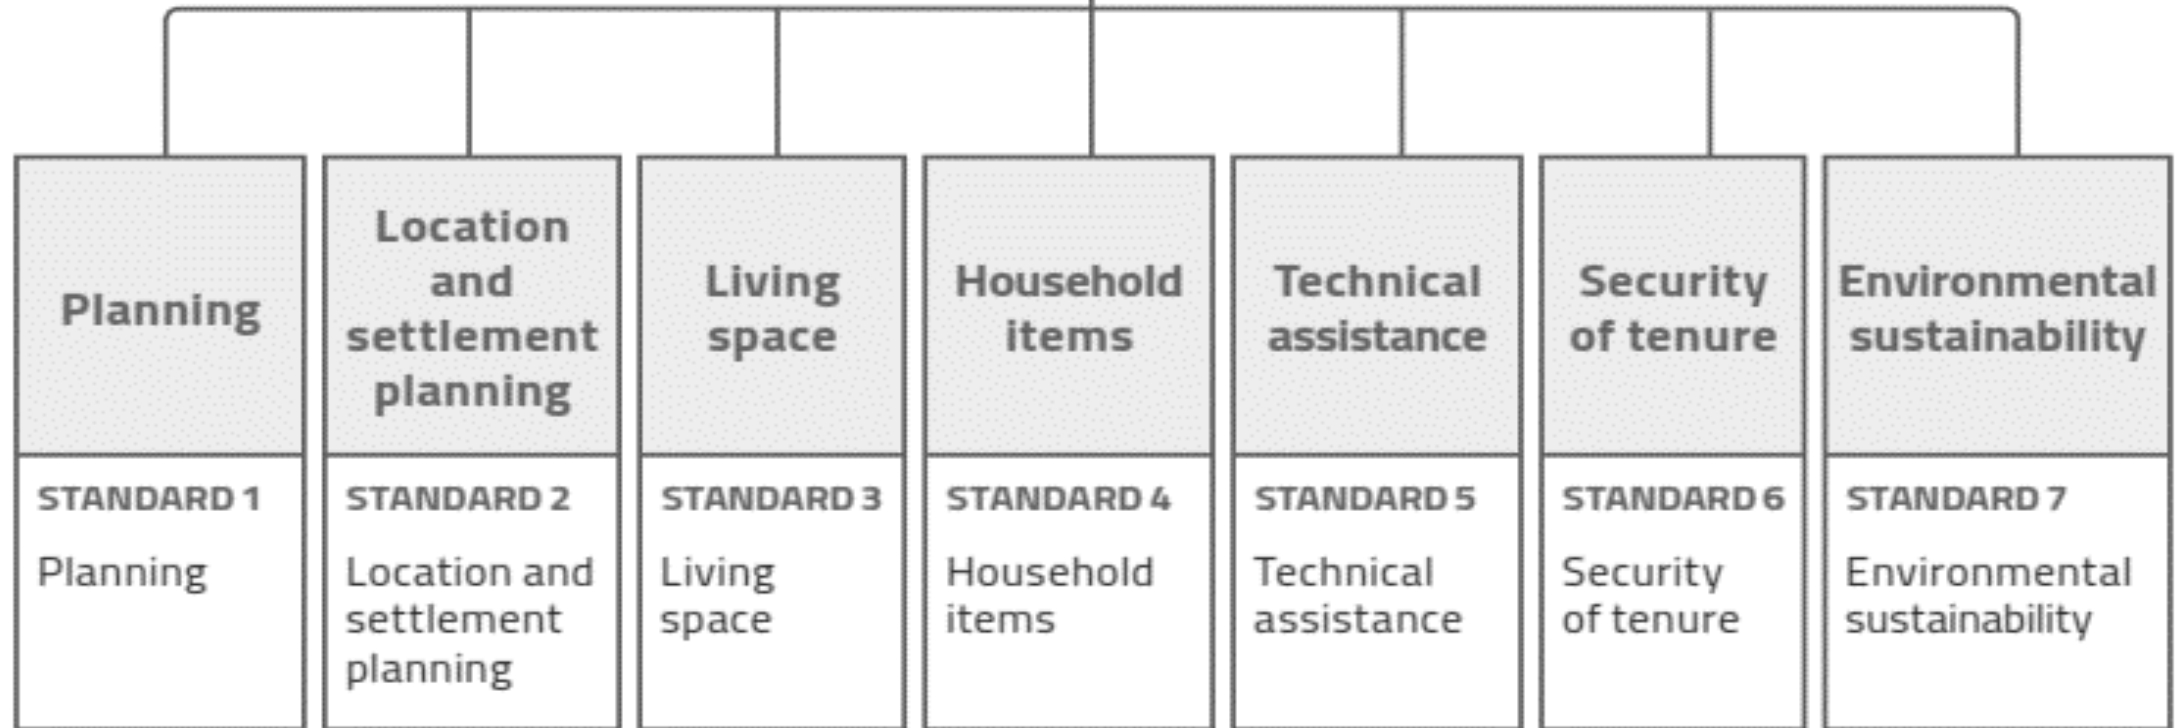 Planning
Location
and
settlement
planning
Living
space
Household
items
Technical
assistance
Security
of tenure
Environmental
sustainability
STANDARD 1
Planning
STANDARD 2
Location and
settlement
planning
STANDARD 3
Living
space
STANDARD 4
Household
items
STANDARD 5
Technical
assistance
STANDARD 6
Security
of tenure
STANDARD 7
Environmental
sustainability